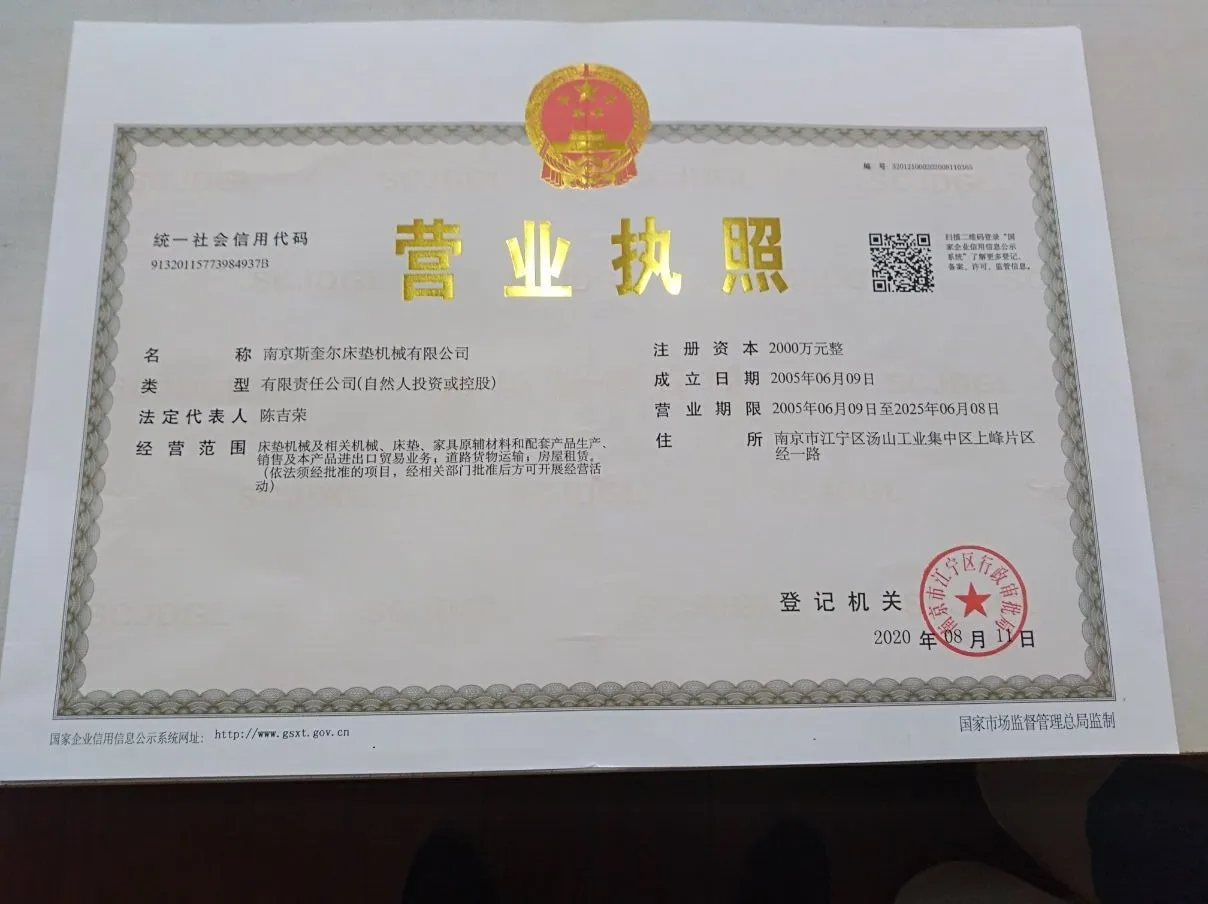 编 号 320121000202008110165
营业执照
统一社会信用代码
91320115773984937B
扫描二维码登录“国
家企业信用信息公示
系统”了解更多登记、
备案、许可、监管信息。
名 称 南京斯奎尔床垫机械有限公司
类 型 有限责任公司(自然人投资或控股)
法定代表人 陈吉荣
经营范围 床垫机械及相关机械、床垫、家具原辅材料和配套产品生产、
销售及本产品进出口贸易业务；道路货物运输；房屋租赁。
（依法须经批准的项目，经相关部门批准后方可开展经营活
动）
注册资本 2000万元整
成立日期 2005年06月09日
营业期限 2005年06月09日至2025年06月08日
住 所 南京市江宁区汤山工业集中区上峰片区
经一路
登记机关
南京市江宁区行政审批局
2020 年 08 月 11 日
国家企业信用信息公示系统网址： http://www.gsxt.gov.cn
国家市场监督管理总局监制